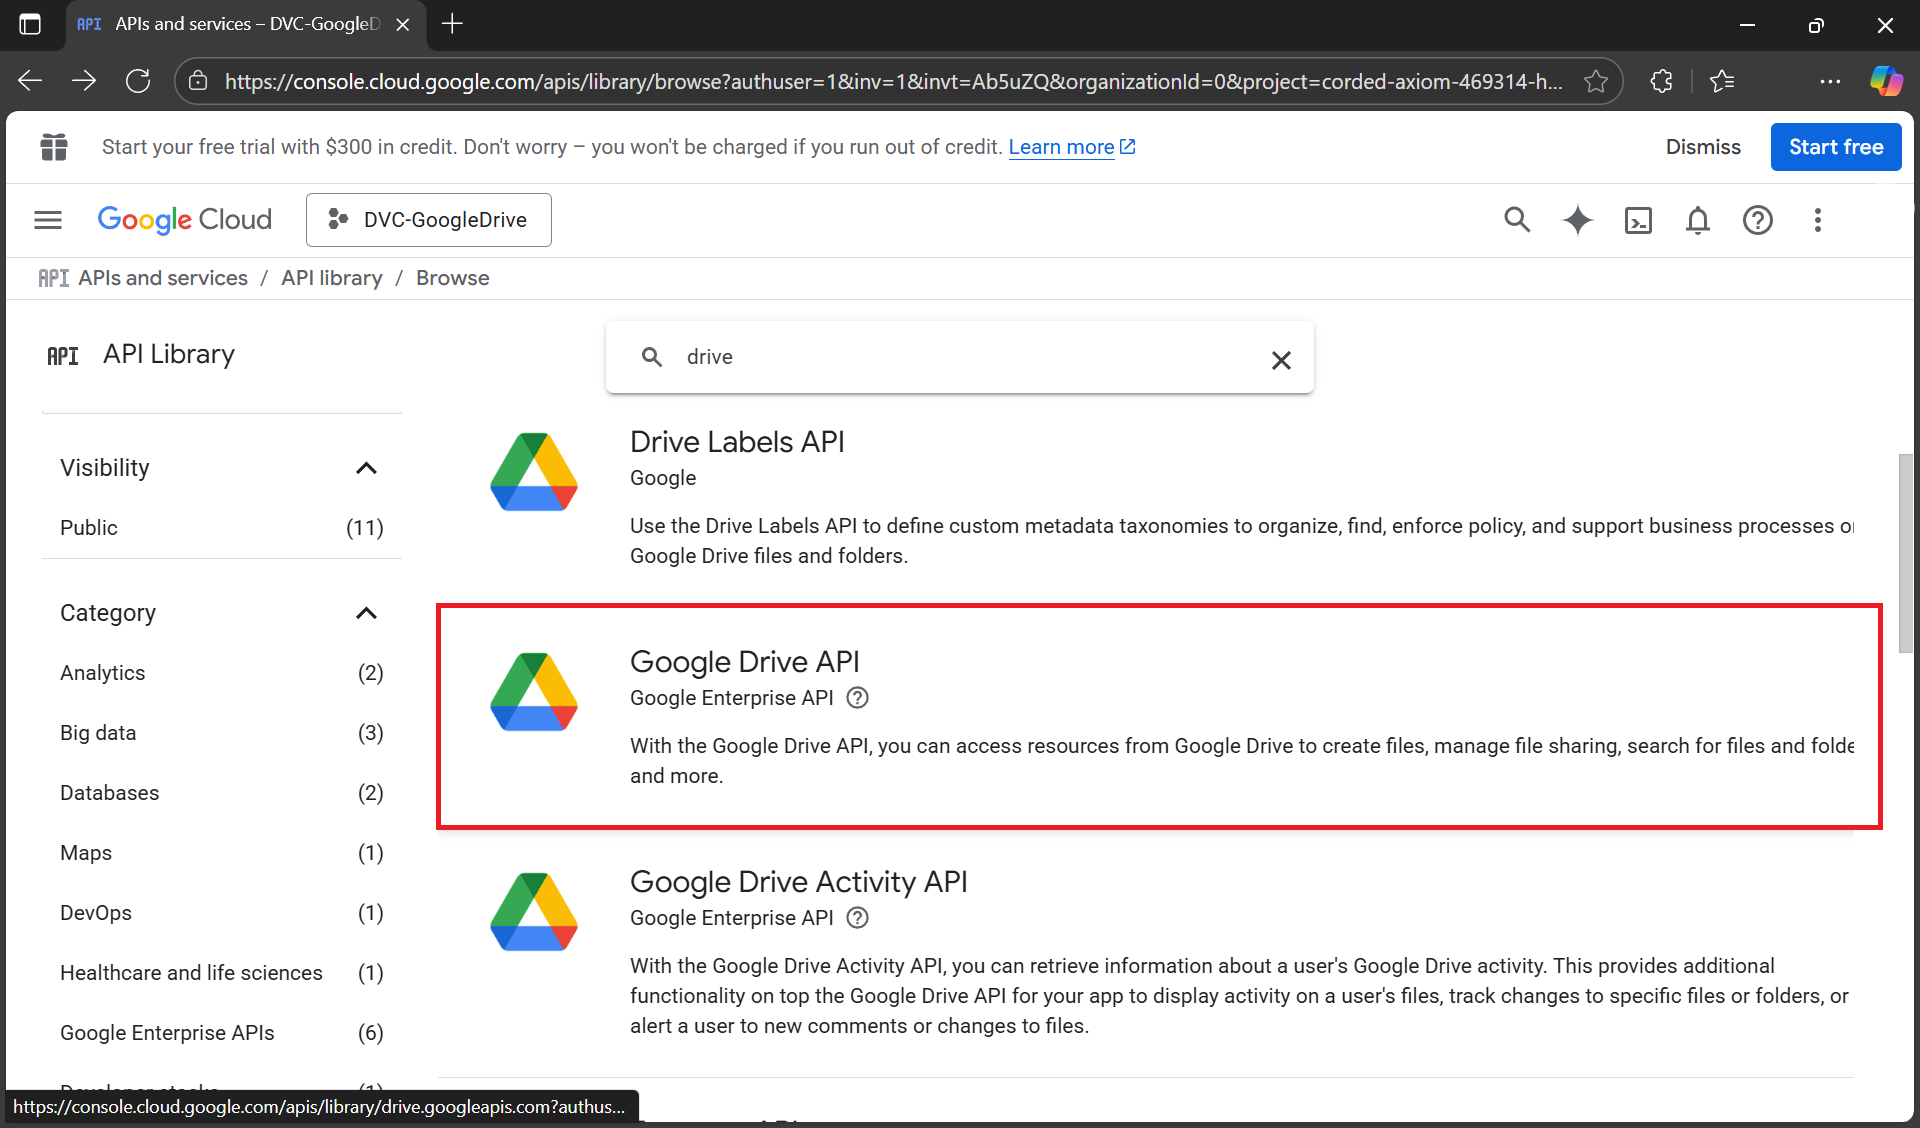 API APIs and services – DVC-GoogleD
https://console.cloud.google.com/apis/library/browse?authuser=1&inv=1&invt=Ab5uZQ&organizationId=0&project=corded-axiom-469314-h...
Start your free trial with $300 in credit. Don't worry – you won't be charged if you run out of credit. Learn more
Dismiss
Start free
Google Cloud
DVC-GoogleDrive
API APIs and services / API library / Browse
API API Library
drive
Visibility
Public (11)
Category
Analytics (2)
Big data (3)
Databases (2)
Maps (1)
DevOps (1)
Healthcare and life sciences (1)
Google Enterprise APIs (6)
Drive Labels API
Google
Use the Drive Labels API to define custom metadata taxonomies to organize, find, enforce policy, and support business processes
Google Drive files and folders.
Google Drive API
Google Enterprise API
With the Google Drive API, you can access resources from Google Drive to create files, manage file sharing, search for files and folde
and more.
Google Drive Activity API
Google Enterprise API
With the Google Drive Activity API, you can retrieve information about a user's Google Drive activity. This provides additional
functionality on top the Google Drive API for your app to display activity on a user's files, track changes to specific files or folders, or
alert a user to new comments or changes to files.
https://console.cloud.google.com/apis/library/drive.googleapis.com?authus...